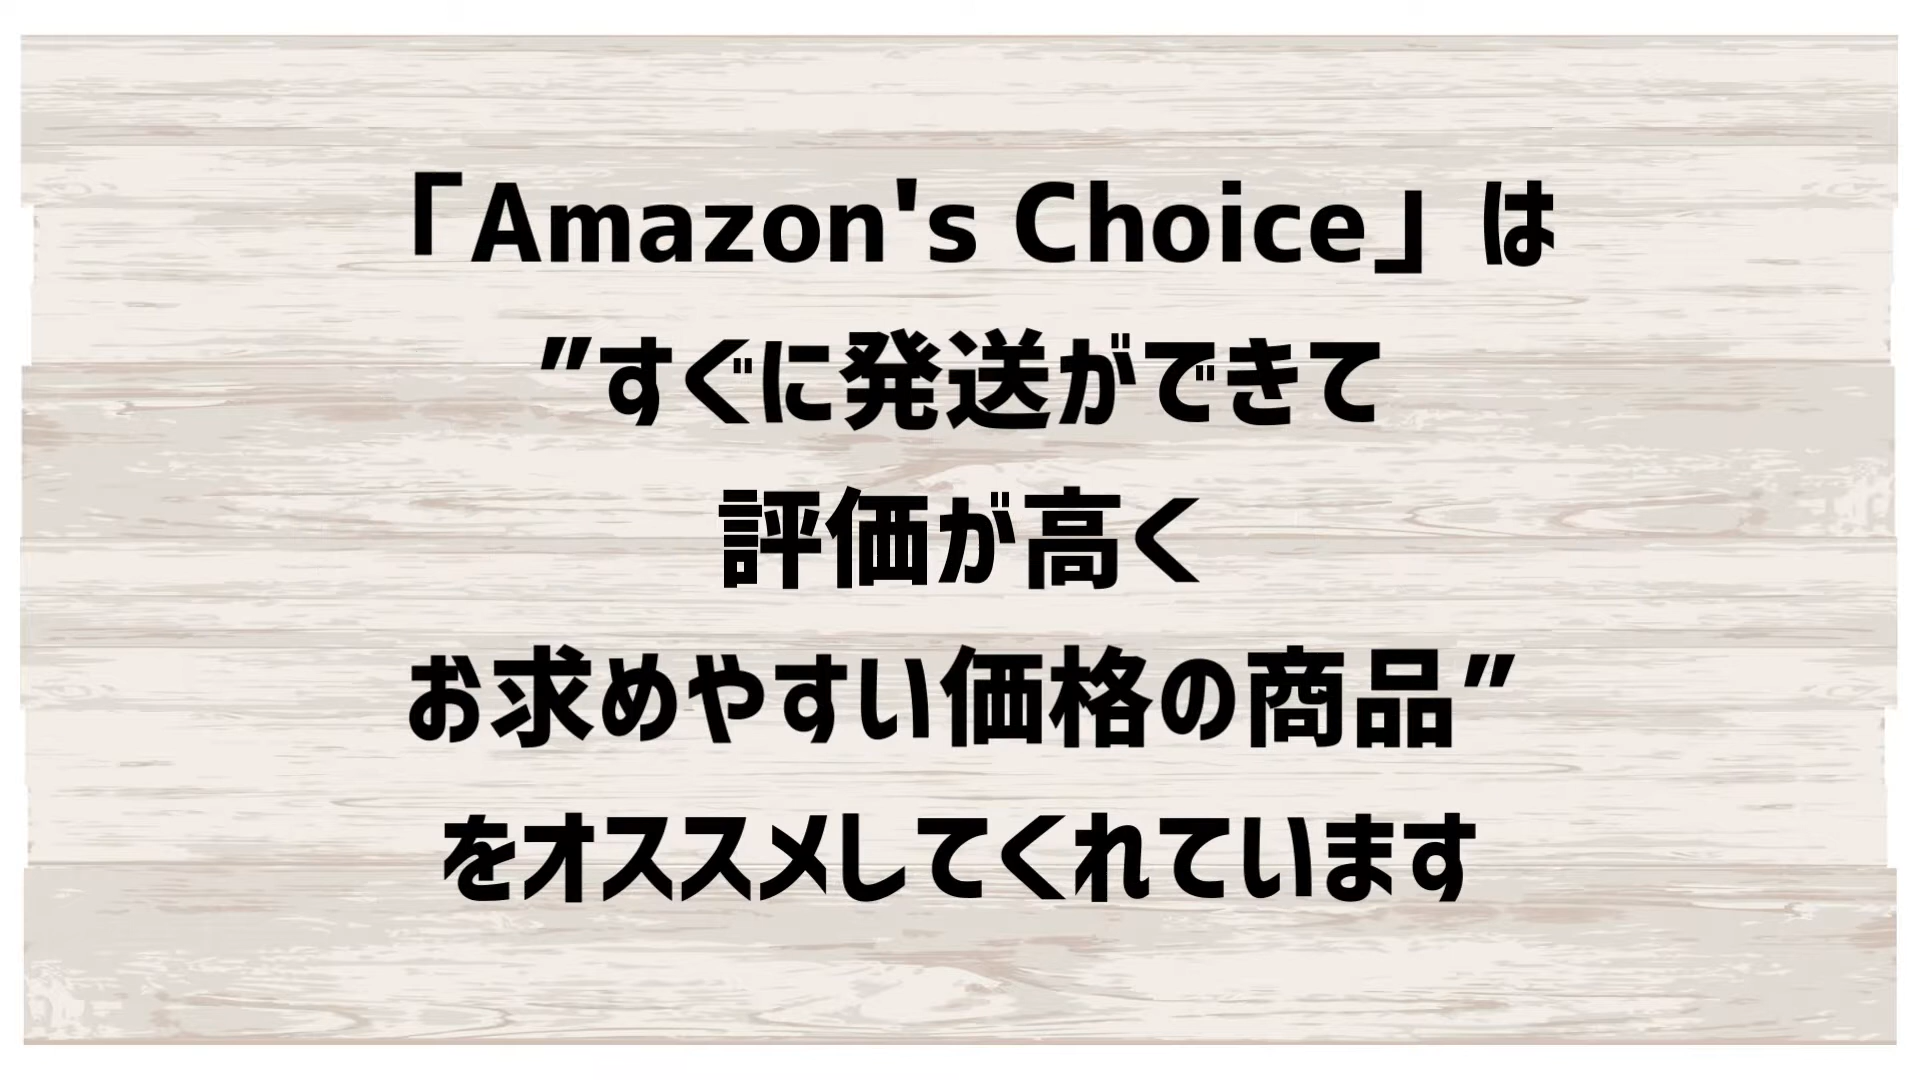 「Amazon's Choice」は
"すぐに発送ができて
評価が高く
お求めやすい価格の商品"
をオススメしてくれています